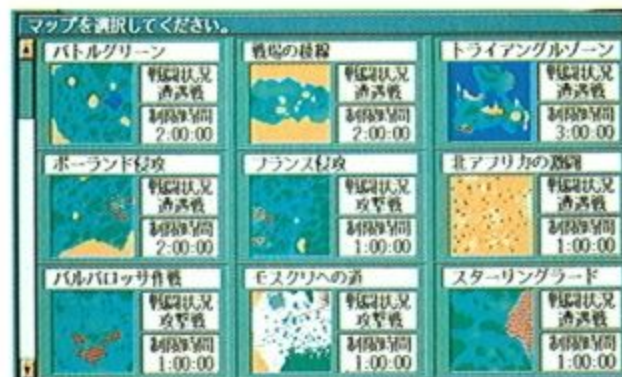 マップを選択してください。
バトルグリーン
戦闘状況
遭遇戦
制限時間
2:00:00
戦場の稜線
戦闘状況
遭遇戦
制限時間
2:00:00
トライアングルゾーン
戦闘状況
遭遇戦
制限時間
3:00:00
ポーランド侵攻
戦闘状況
遭遇戦
制限時間
2:00:00
フランス侵攻
戦闘状況
攻撃戦
制限時間
1:00:00
北アフリカの激闘
戦闘状況
遭遇戦
制限時間
1:00:00
バルバロッサ作戦
戦闘状況
攻撃戦
制限時間
1:00:00
モスクワへの道
戦闘状況
攻撃戦
制限時間
1:00:00
スターリングラード
戦闘状況
遭遇戦
制限時間
1:00:00